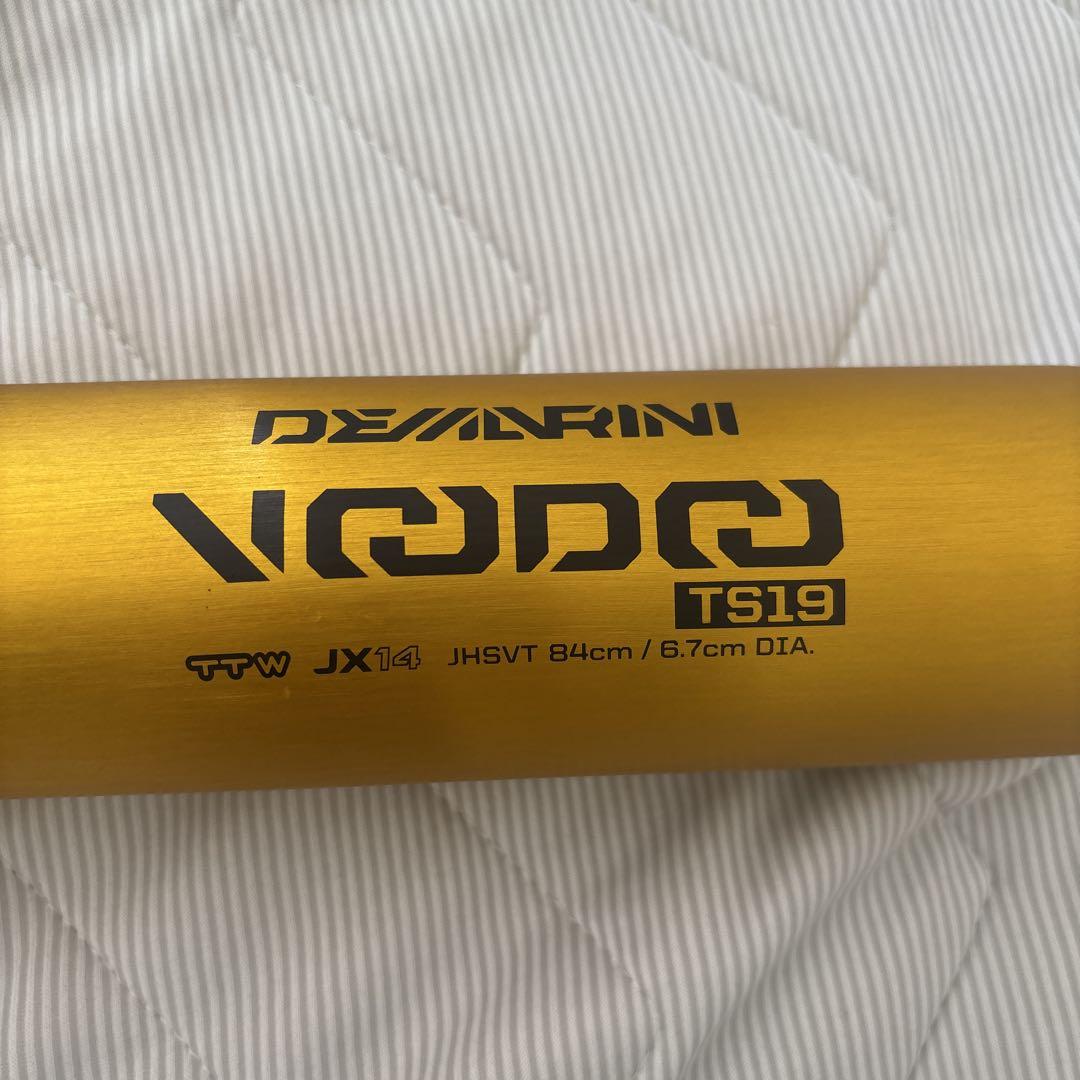 DEMARINI
VOODOO
TS19
TTW JX14 JHSVT 84cm / 6.7cm DIA.